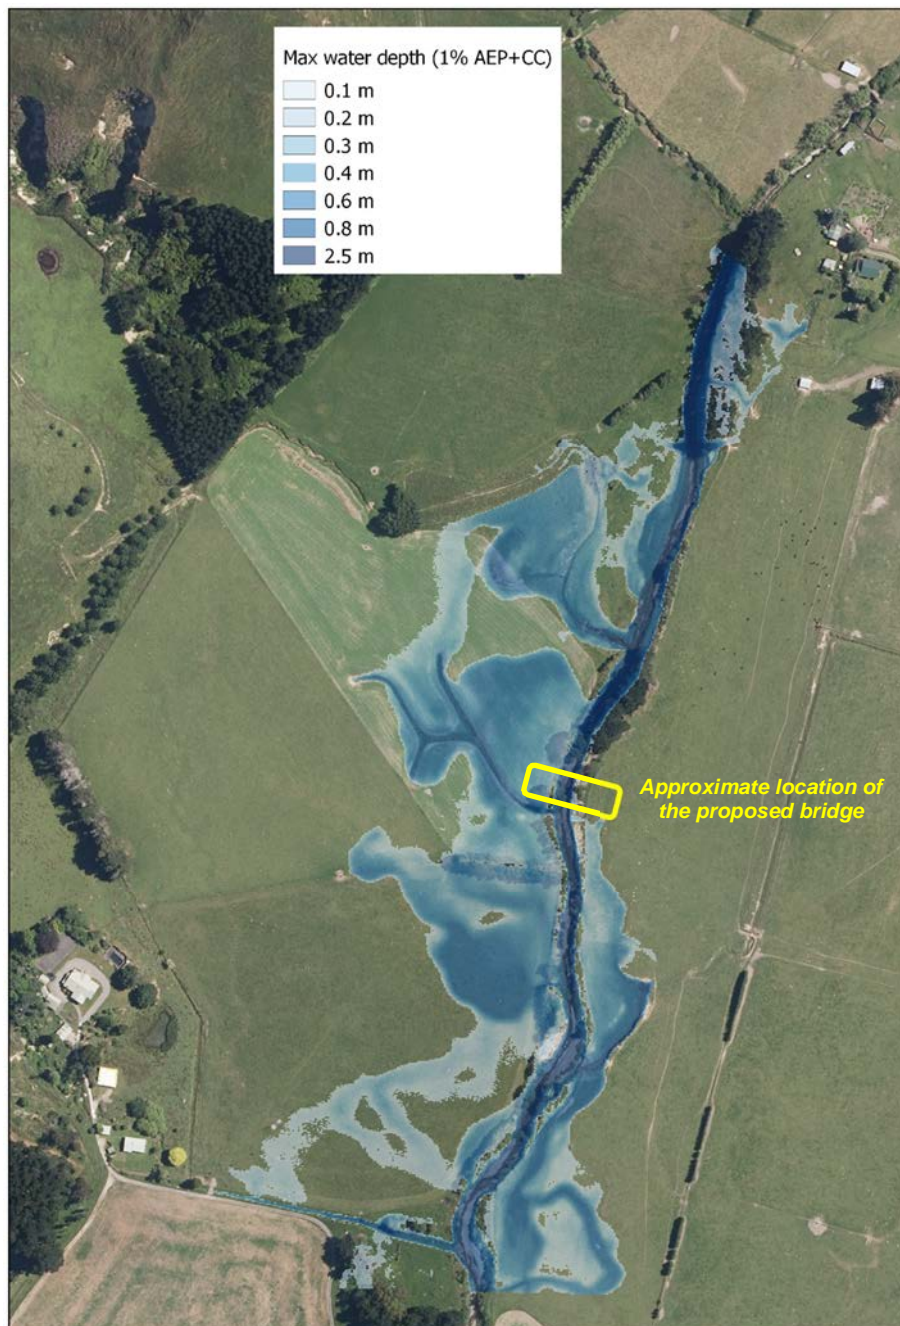 Max water depth (1% AEP+CC)
0.1 m
0.2 m
0.3 m
0.4 m
0.6 m
0.8 m
2.5 m
Approximate location of
the proposed bridge